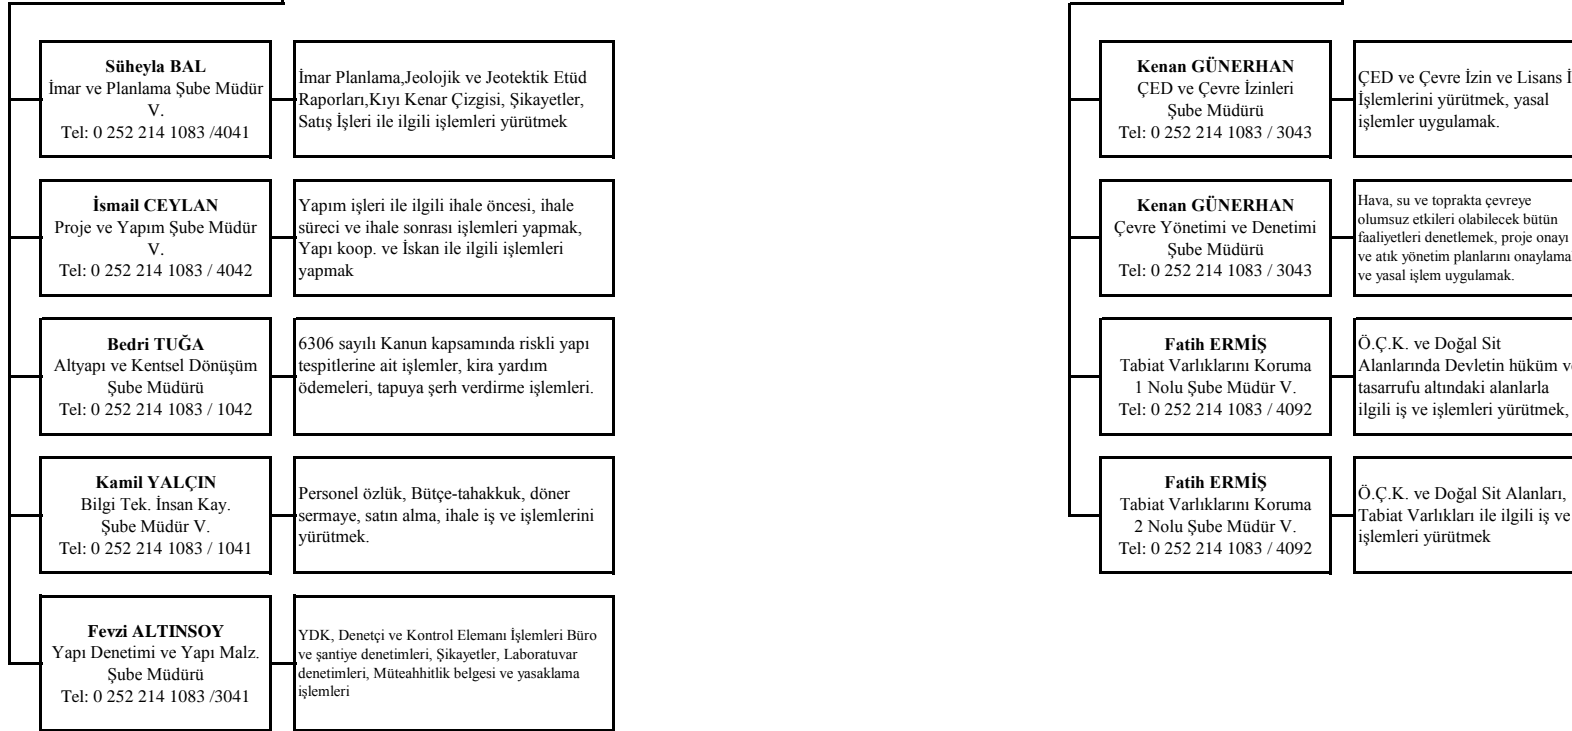 Süheyla BAL
İmar ve Planlama Şube Müdür
V.
Tel: 0 252 214 1083 /4041
İmar Planlama,Jeolojik ve Jeotektik Etüd
Raporları,Kıyı Kenar Çizgisi, Şikayetler,
Satış İşleri ile ilgili işlemleri yürütmek
İsmail CEYLAN
Proje ve Yapım Şube Müdür
V.
Tel: 0 252 214 1083 / 4042
Yapım işleri ile ilgili ihale öncesi, ihale
süreci ve ihale sonrası işlemleri yapmak,
Yapı koop. ve İskan ile ilgili işlemleri
yapmak
Bedri TUĞA
Altyapı ve Kentsel Dönüşüm
Şube Müdürü
Tel: 0 252 214 1083 / 1042
6306 sayılı Kanun kapsamında riskli yapı
tespitlerine ait işlemler, kira yardım
ödemeleri, tapuya şerh verdirme işlemleri.
Kamil YALÇIN
Bilgi Tek. İnsan Kay.
Şube Müdür V.
Tel: 0 252 214 1083 / 1041
Personel özlük, Bütçe-tahakkuk, döner
sermaye, satın alma, ihale iş ve işlemlerini
yürütmek.
Fevzi ALTINSOY
Yapı Denetimi ve Yapı Malz.
Şube Müdürü
Tel: 0 252 214 1083 /3041
YDK, Denetçi ve Kontrol Elemanı İşlemleri Büro
ve şantiye denetimleri, Şikayetler, Laboratuvar
denetimleri, Müteahhitlik belgesi ve yasaklama
işlemleri
Kenan GÜNERHAN
ÇED ve Çevre İzinleri
Şube Müdürü
Tel: 0 252 214 1083 / 3043
ÇED ve Çevre İzin ve Lisans
İşlemlerini yürütmek, yasal
işlemler uygulamak.
Kenan GÜNERHAN
Çevre Yönetimi ve Denetimi
Şube Müdürü
Tel: 0 252 214 1083 / 3043
Hava, su ve toprakta çevreye
olumsuz etkileri olabilecek bütün
faaliyetleri denetlemek, proje onayı
ve atık yönetim planlarını
ve yasal işlem uygulamak.
Fatih ERMİŞ
Tabiat Varlıklarını Koruma
1 Nolu Şube Müdür V.
Tel: 0 252 214 1083 / 4092
Ö.Ç.K. ve Doğal Sit
Alanlarında Devletin hüküm
tasarrufu altındaki alanlarla
ilgili iş ve işlemleri yürütmek,
Fatih ERMİŞ
Tabiat Varlıklarını Koruma
2 Nolu Şube Müdür V.
Tel: 0 252 214 1083 / 4092
Ö.Ç.K. ve Doğal Sit Alanları,
Tabiat Varlıkları ile ilgili iş ve
işlemleri yürütmek